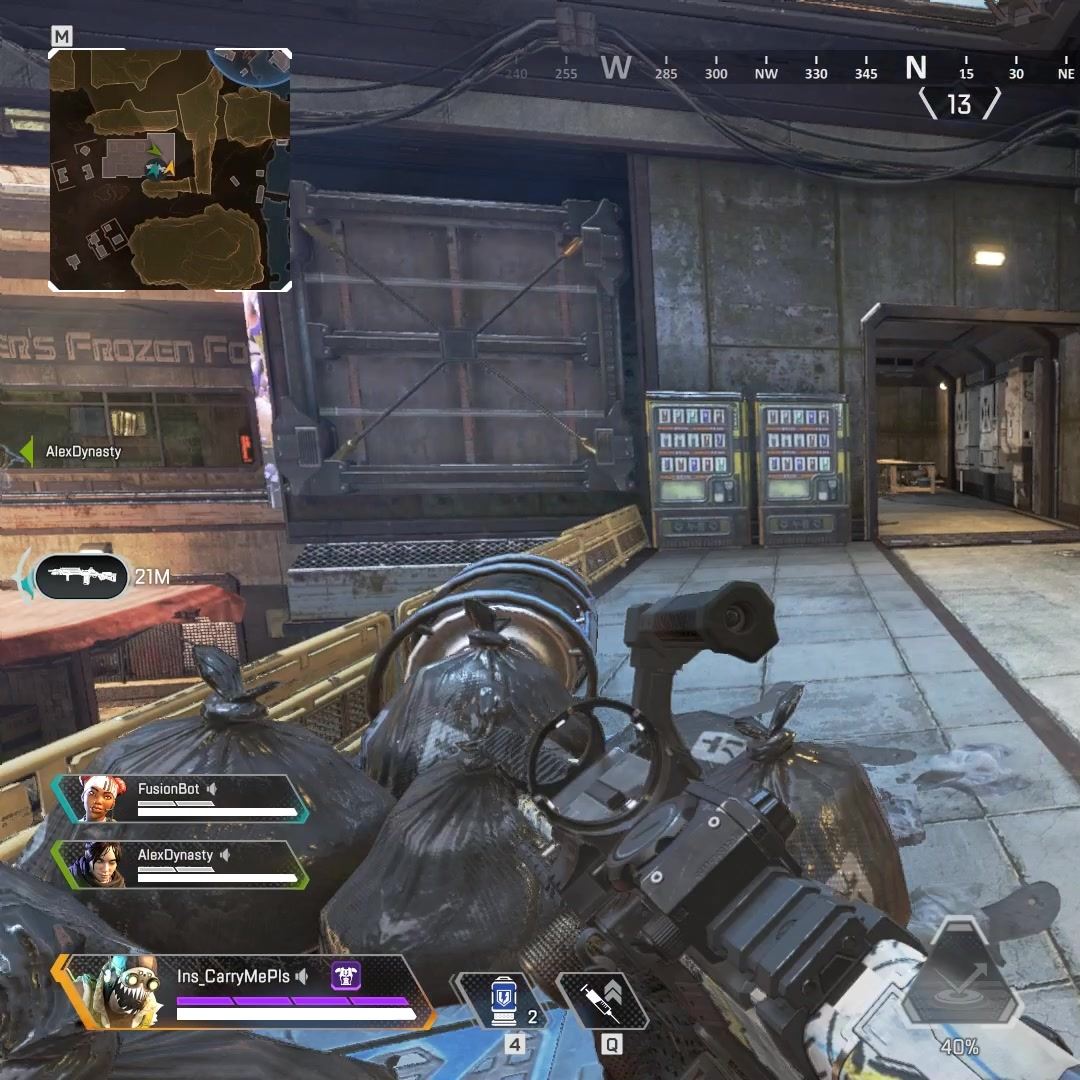 M
240 255 W 285 300 NW 330 345 N 15 30 NE
13
ER'S FROZEN FO
AlexDynasty
21M
FusionBot
AlexDynasty
Ins_CarryMePls
2
4
Q
40%